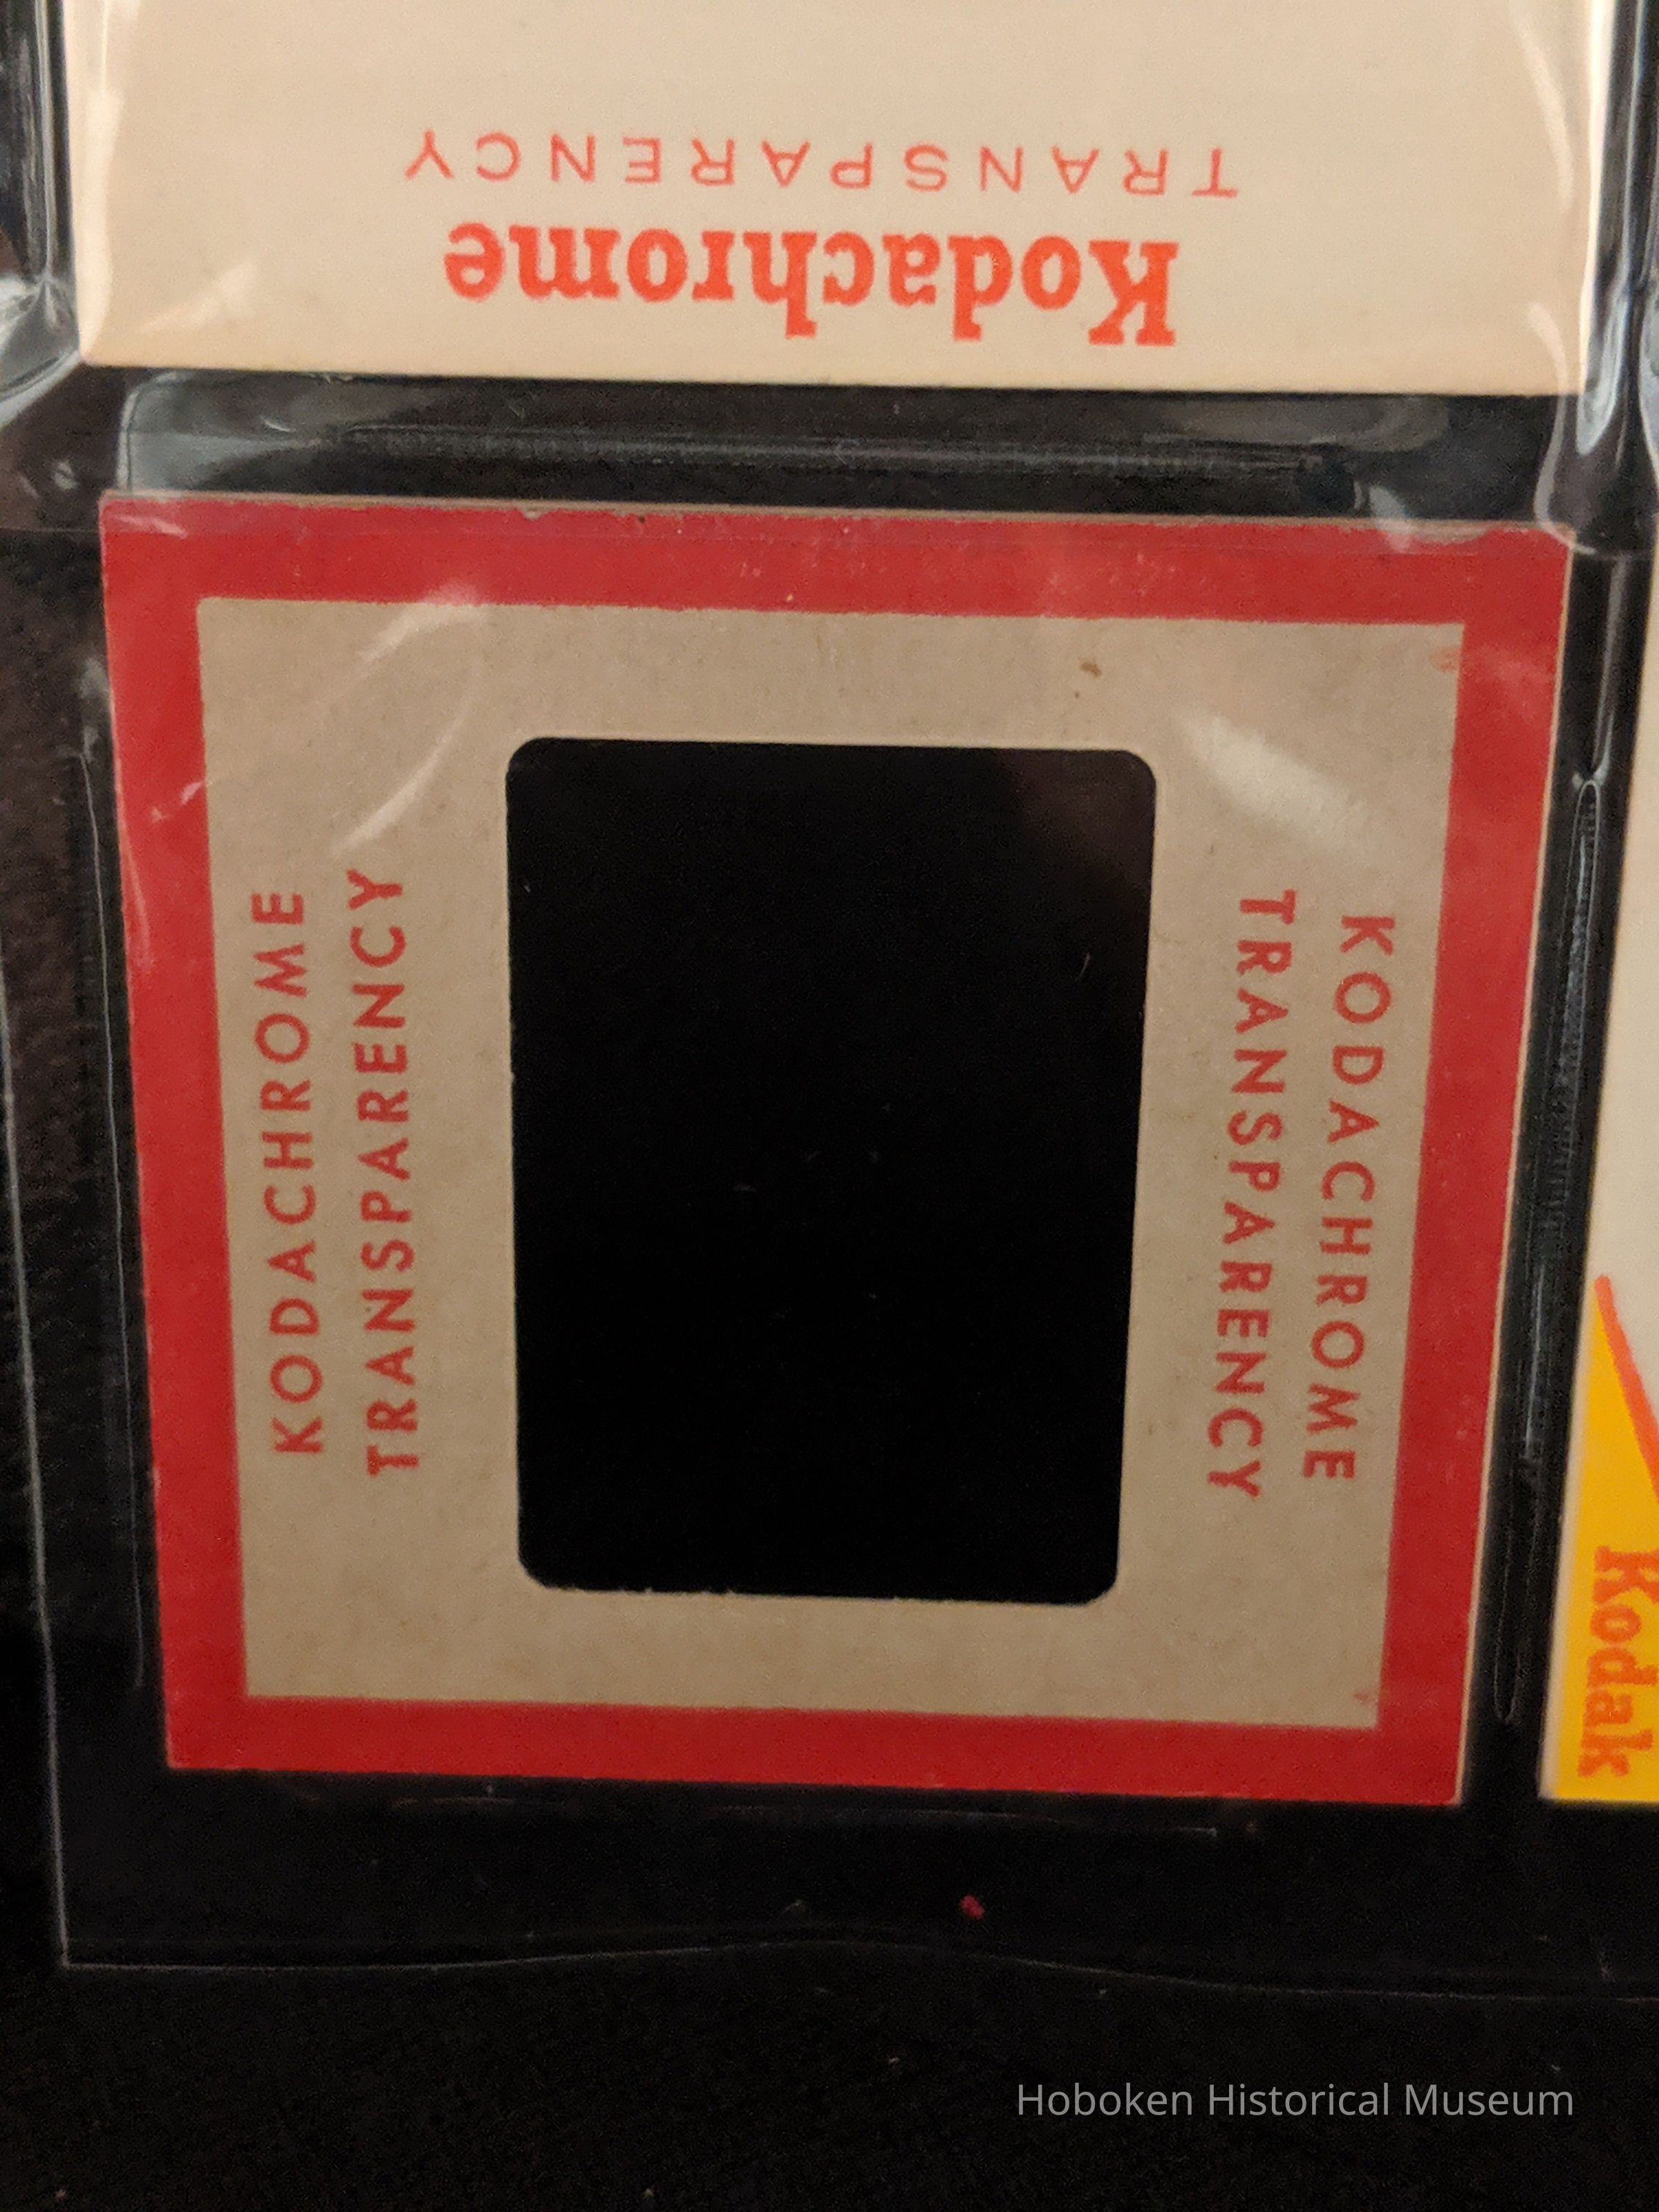 Kodachrome
TRANSPARENCY
KODACHROME
TRANSPARENCY
KODACHROME
TRANSPARENCY
Kodak
Hoboken Historical Museum